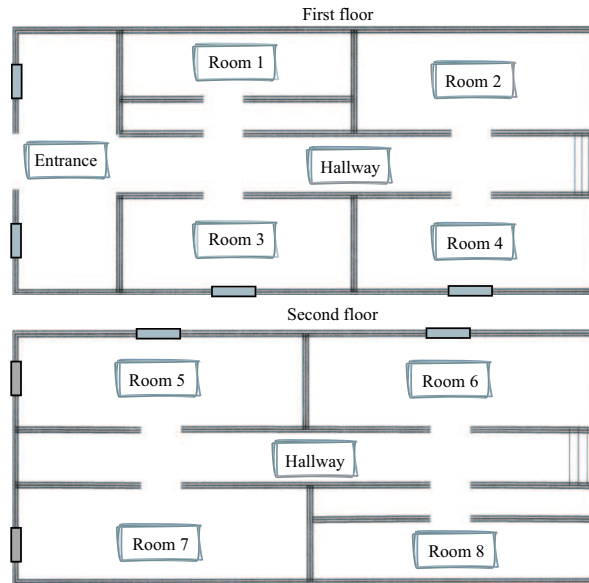 First floor
Room 1
Room 2
Entrance
Hallway
Room 3
Room 4
Second floor
Room 5
Room 6
Hallway
Room 7
Room 8